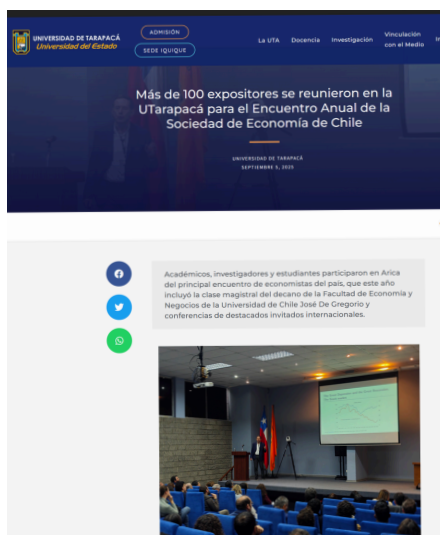 UNIVERSIDAD DE TARAPACÁ
Universidad del Estado
ADMISIÓN
SEDE IQUIQUE
La UTA
Docencia
Investigación
Vinculación
con el Medio
Más de 100 expositores se reunieron en la
UTarapacá para el Encuentro Anual de la
Sociedad de Economía de Chile
UNIVERSIDAD DE TARAPACÁ
SEPTIEMBRE 5, 2025
Académicos, investigadores y estudiantes participaron en Arica
del principal encuentro de economistas del país, que este año
incluyó la clase magistral del decano de la Facultad de Economía y
Negocios de la Universidad de Chile José De Gregorio y
conferencias de destacados invitados internacionales.